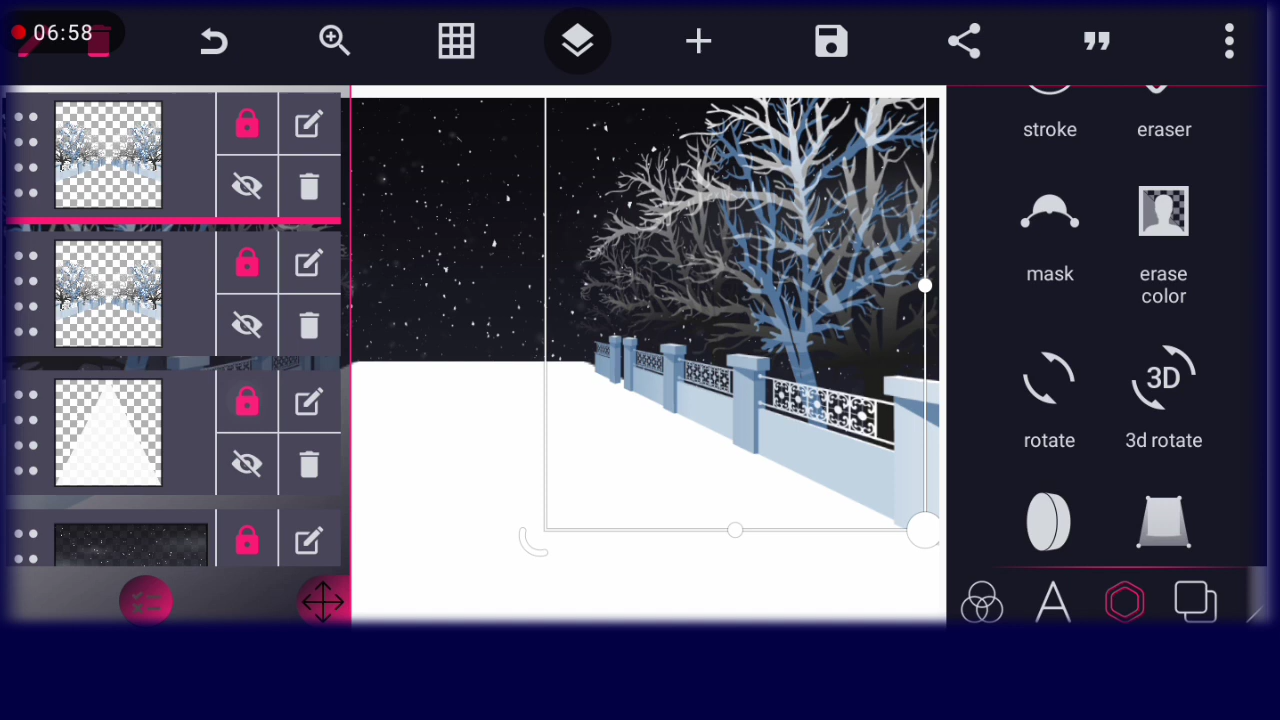 06:58
stroke
eraser
mask
erase
color
3D
rotate
3d rotate